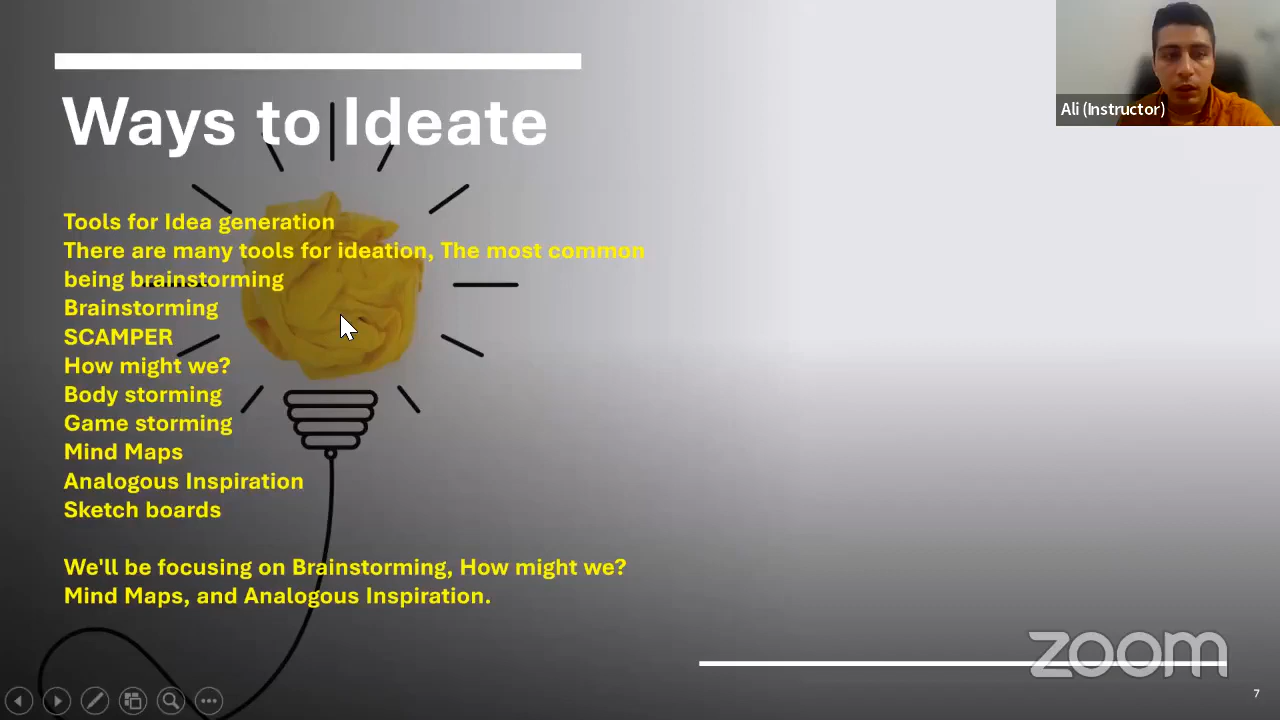 Ways to Ideate
Ali (Instructor)
Tools for Idea generation
There are many tools for ideation, The most common
being brainstorming
Brainstorming
SCAMPER
How might we?
Body storming
Game storming
Mind Maps
Analogous Inspiration
Sketch boards
We'll be focusing on Brainstorming, How might we?
Mind Maps, and Analogous Inspiration.
zoom
7